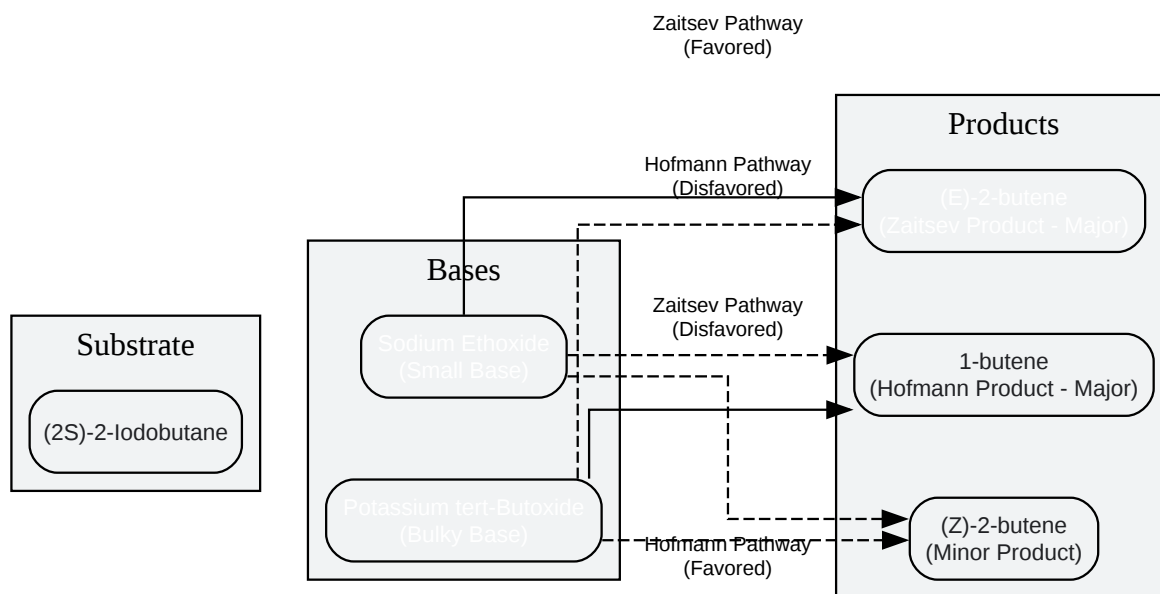 Zaitsev Pathway
(Favored)
Products
Hofmann Pathway
(Disfavored)
(E)-2-butene
(Zaitsev Product - Major)
Bases
Zaitsev Pathway
(Disfavored)
Substrate
Sodium Ethoxide
(Small Base)
1-butene
(Hofmann Product - Major)
(2S)-2-Iodobutane
Potassium tert-Butoxide
(Bulky Base)
(Z)-2-butene
(Minor Product)
Hofmann Pathway
(Favored)